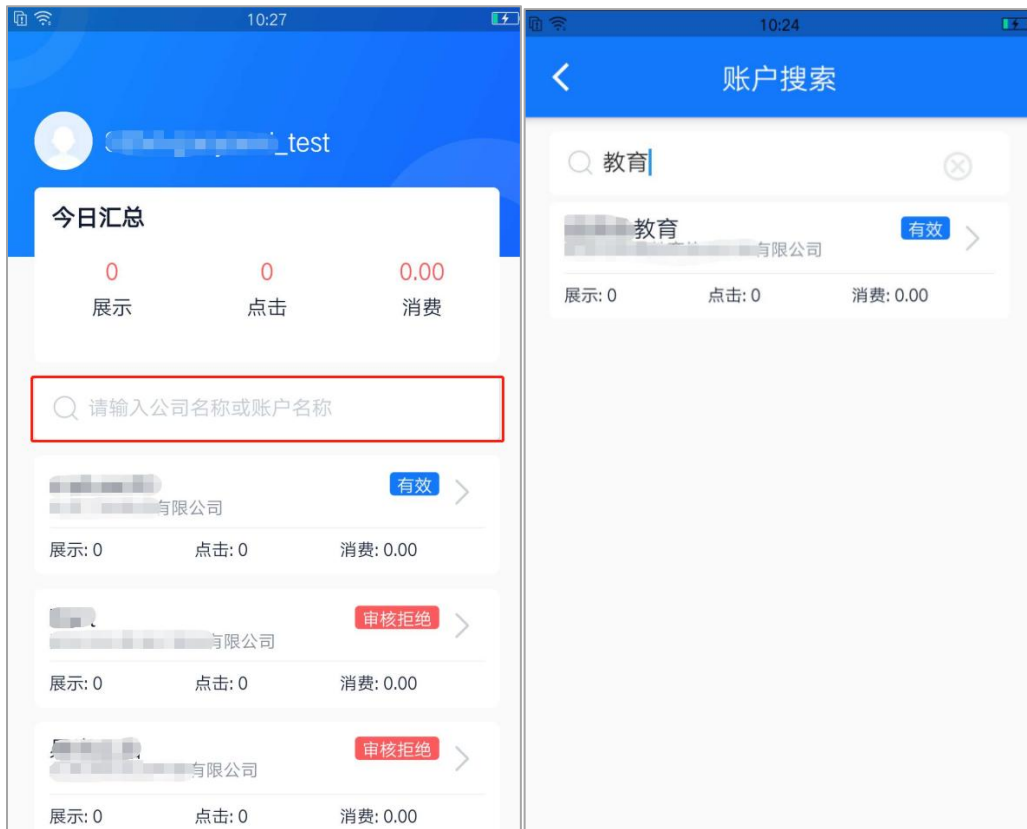 10:27
_test
今日汇总
0 0 0.00
展示 点击 消费
请输入公司名称或账户名称
有效
有限公司
展示: 0 点击: 0 消费: 0.00
审核拒绝
有限公司
展示: 0 点击: 0 消费: 0.00
审核拒绝
有限公司
展示: 0 点击: 0 消费: 0.00
10:24
账户搜索
教育
教育 有效
有限公司
展示: 0 点击: 0 消费: 0.00